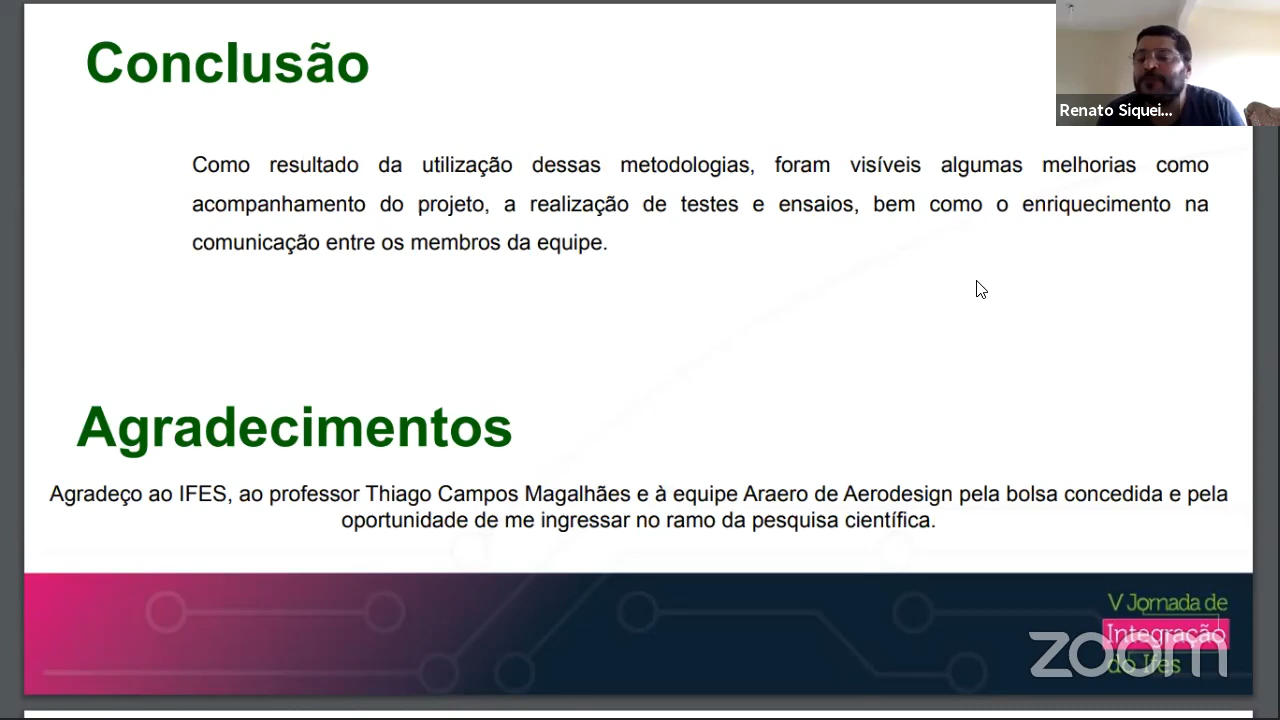 Conclusão
Renato Siquei...
Como resultado da utilização dessas metodologias, foram visíveis algumas melhorias como
acompanhamento do projeto, a realização de testes e ensaios, bem como o enriquecimento na
comunicação entre os membros da equipe.
Agradecimentos
Agradeço ao IFES, ao professor Thiago Campos Magalhães e à equipe Araero de Aerodesign pela bolsa concedida e pela
oportunidade de me ingressar no ramo da pesquisa científica.
V Jornada de
Integração
do Ifes
zoom